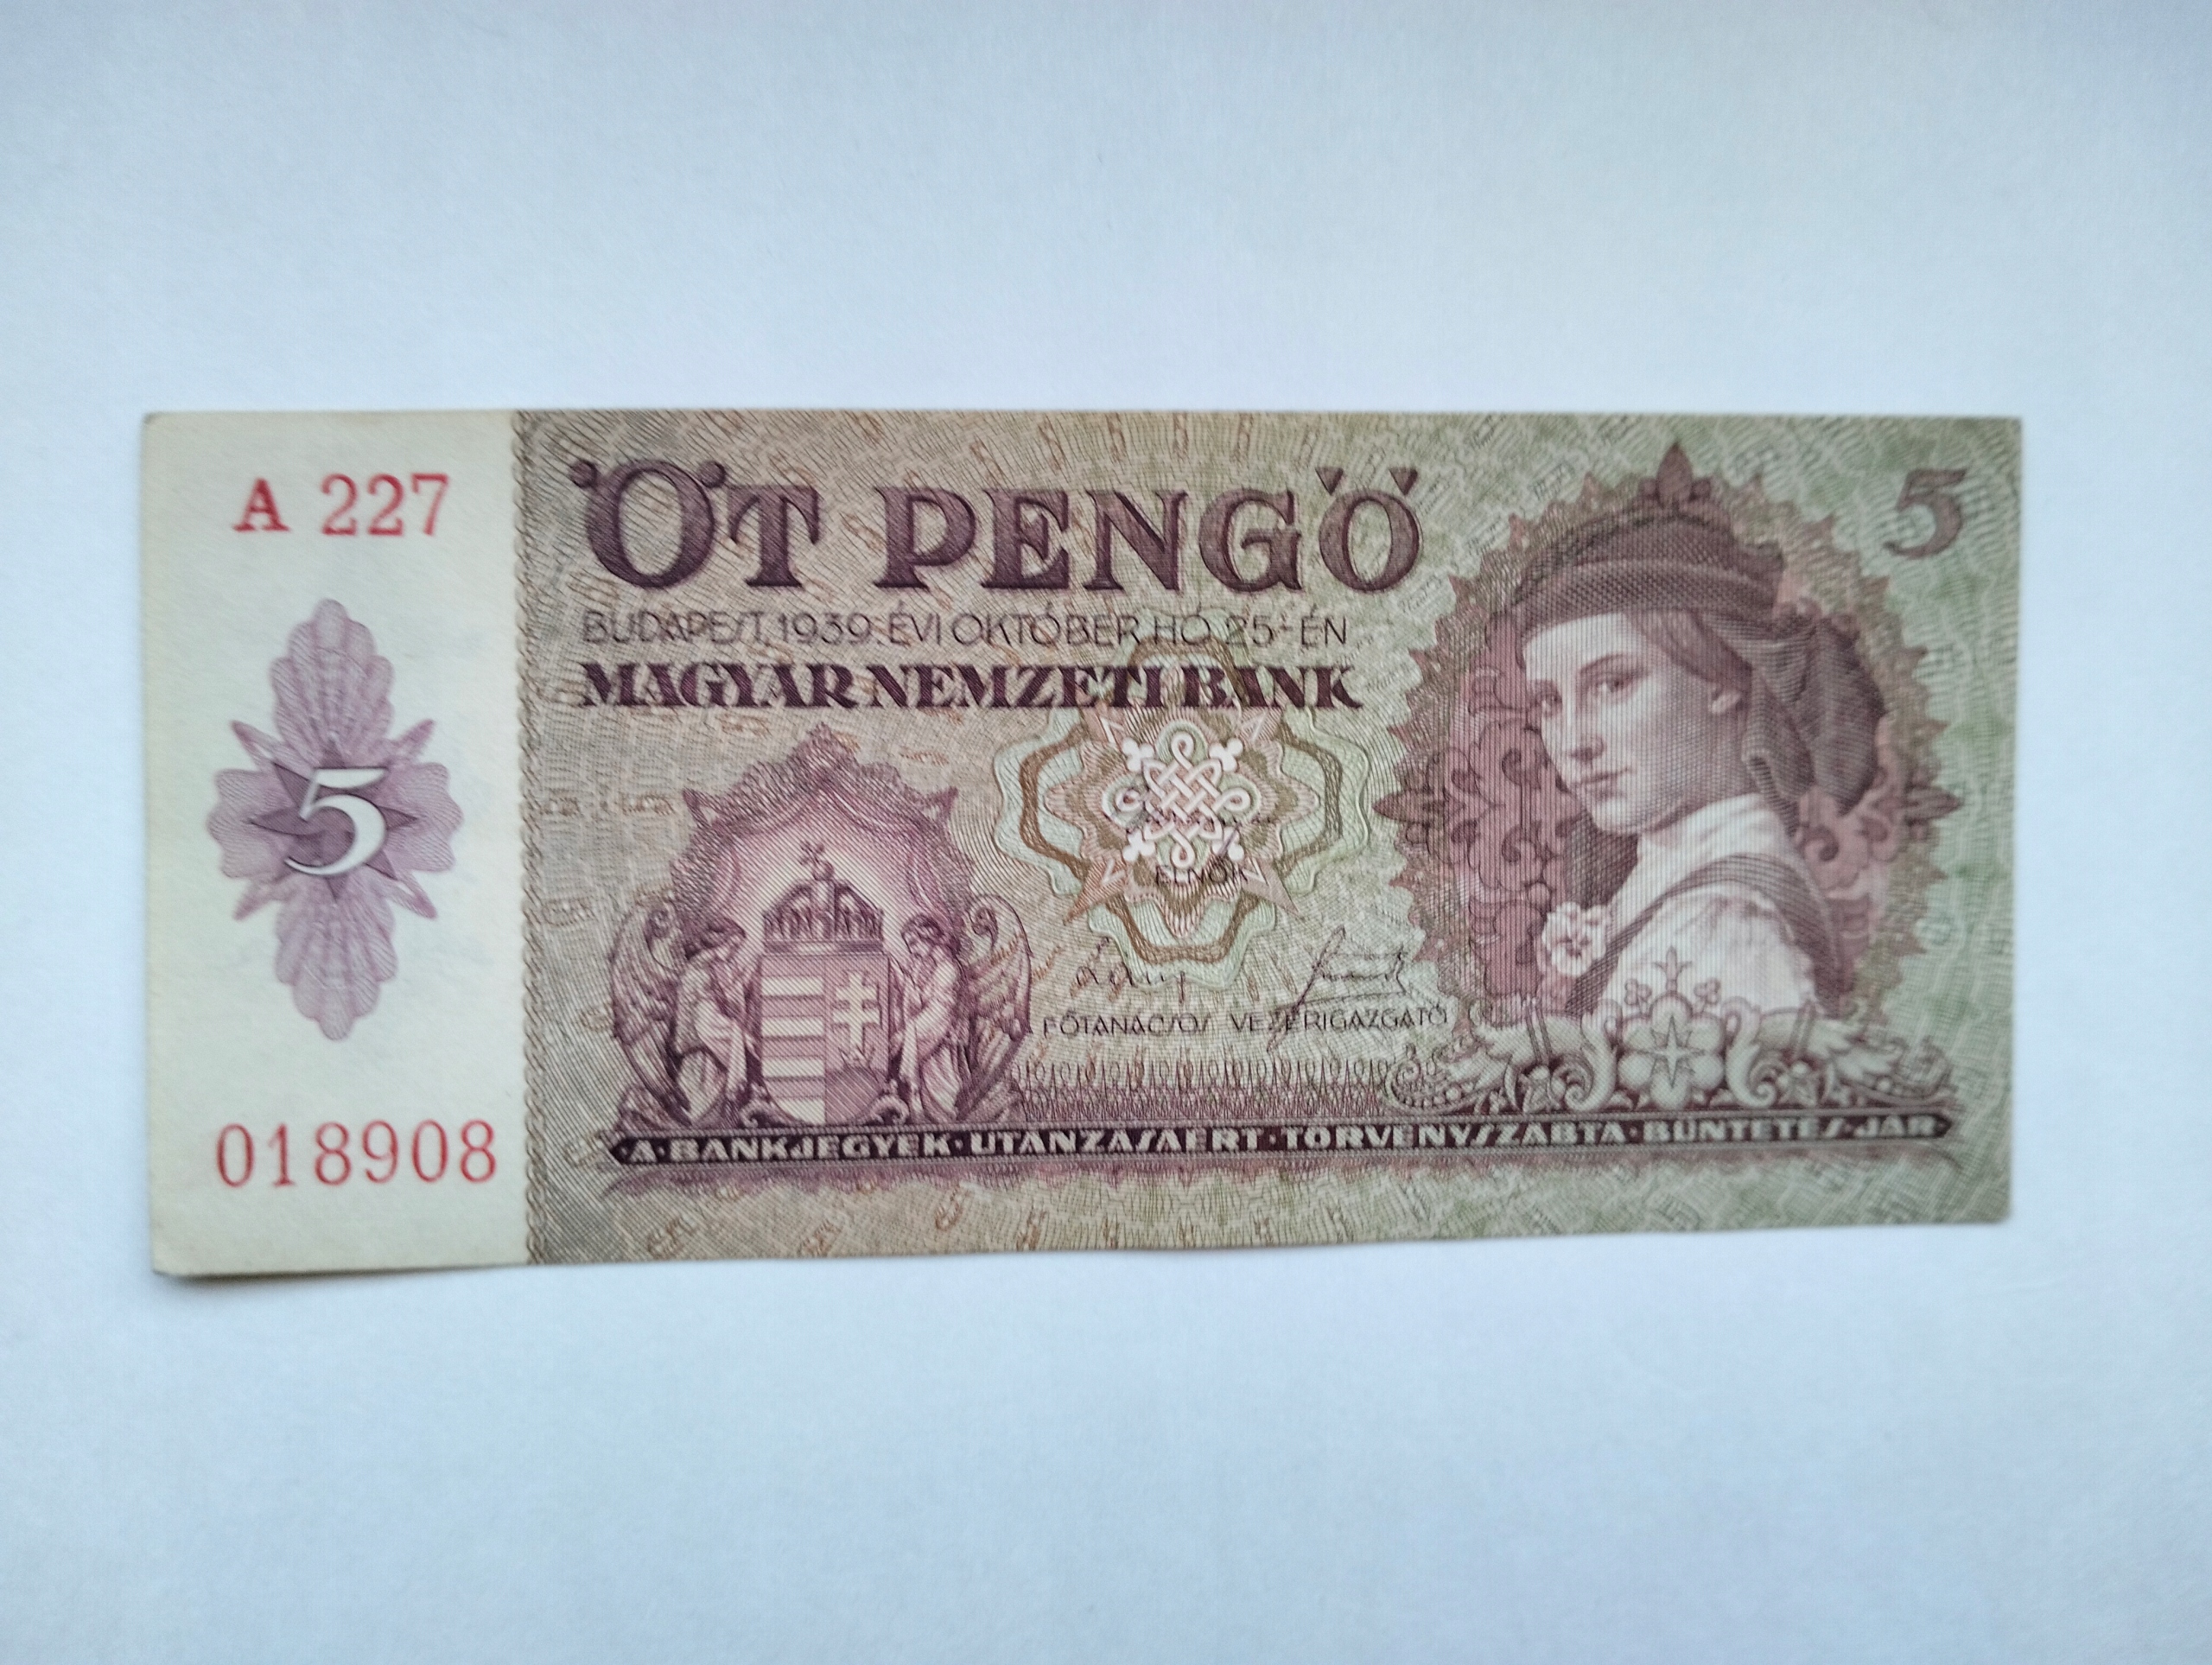 A 227
ÖT PENGŐ
5
BUDAPEST, 1939. ÉVI OKTÓBER HÓ 25-ÉN
MAGYAR NEMZETI BANK
5
ELNÖK
FŐTANÁCSOS VEZÉRIGAZGATÓ
018908
A·BANKJEGYEK·UTÁNZÁSÁÉRT·TÖRVÉNYSZABTA·BÜNTETÉS·JÁR·